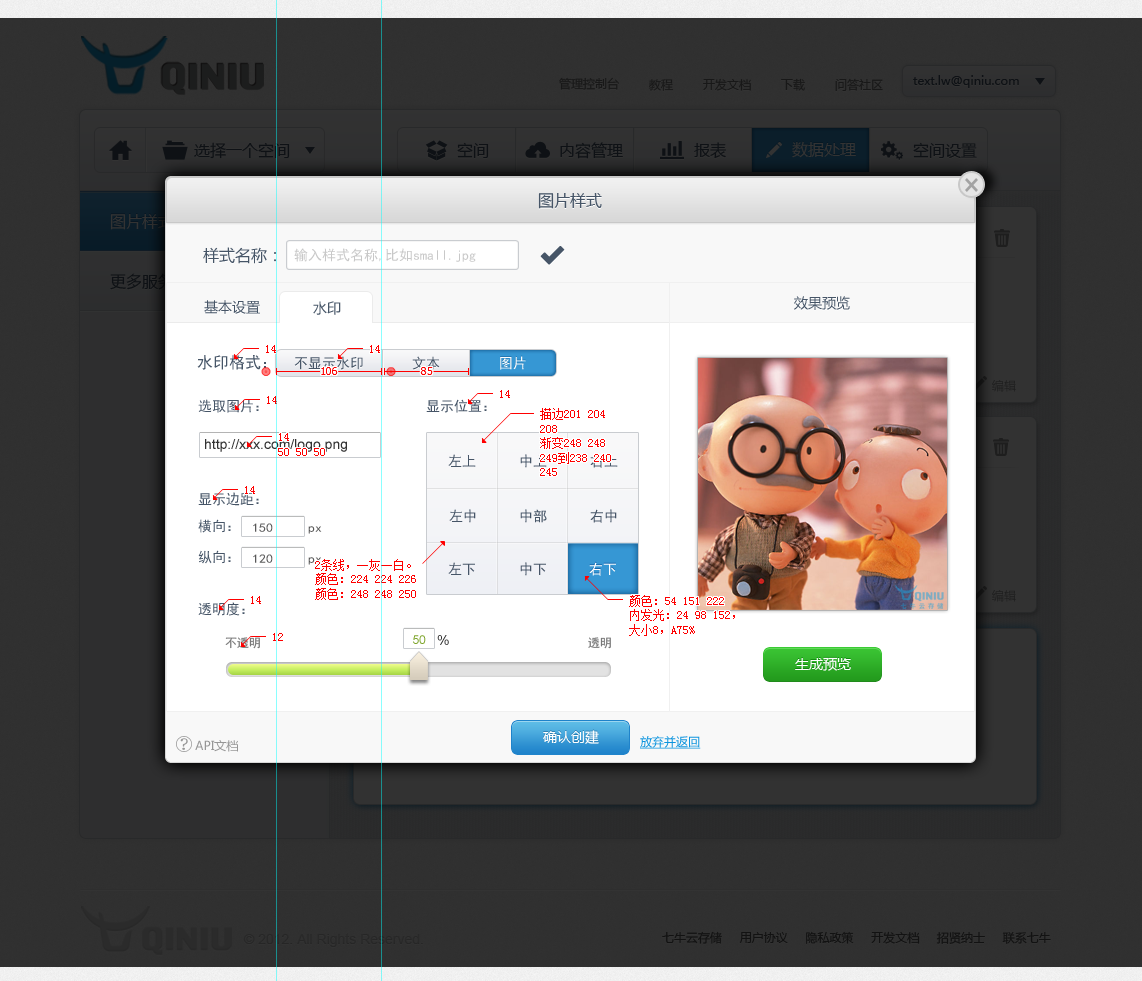 QINIU
管理控制台 教程 开发文档 下载 问答社区 text.lw@qiniu.com
选择一个空间 空间 内容管理 报表 数据处理 空间设置
图片样式
图片样
样式名称： 输入样式名称,比如small.jpg
更多服
基本设置 水印 效果预览
水印格式： 14 不显示水印 14 文本 图片
106 85
编辑
选取图片： 14
显示位置： 14
描边201 204
208
渐变248 248
249到238 240
245
http://xxx.com/logo.png 14
50 50 50
左上 中上 右上
显示边距： 14
横向： 150 px
左中 中部 右中
纵向： 120 px
2条线，一灰一白。
颜色：224 224 226
颜色：248 248 250
左下 中下 右下
QINIU
编辑
透明度： 14
颜色：54 151 222
内发光：24 98 152，
大小8，A75%
不透明 12 50 % 透明
生成预览
API文档 确认创建 放弃并返回
QINIU © 2012. All Rights Reserved. 七牛云存储 用户协议 隐私政策 开发文档 招贤纳士 联系七牛